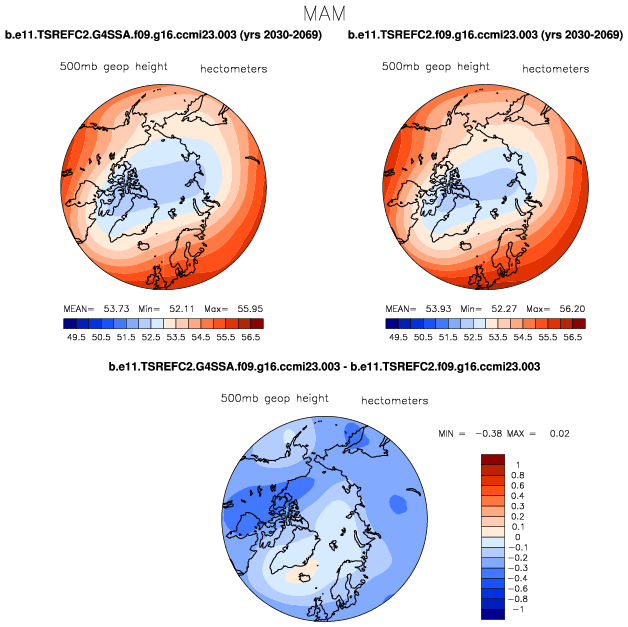 MAM
b.e11.TSREFC2.G4SSA.f09.g16.ccmi23.003 (yrs 2030-2069) b.e11.TSREFC2.f09.g16.ccmi23.003 (yrs 2030-2069)
500mb geop height hectometers 500mb geop height hectometers
MEAN= 53.73 Min= 52.11 Max= 55.95 MEAN= 53.93 Min= 52.27 Max= 56.20
49.5 50.5 51.5 52.5 53.5 54.5 55.5 56.5 49.5 50.5 51.5 52.5 53.5 54.5 55.5 56.5
b.e11.TSREFC2.G4SSA.f09.g16.ccmi23.003 - b.e11.TSREFC2.f09.g16.ccmi23.003
500mb geop height hectometers
MIN = -0.38 MAX = 0.02
1
0.8
0.6
0.4
0.3
0.2
0.1
0
-0.1
-0.2
-0.3
-0.4
-0.6
-0.8
-1